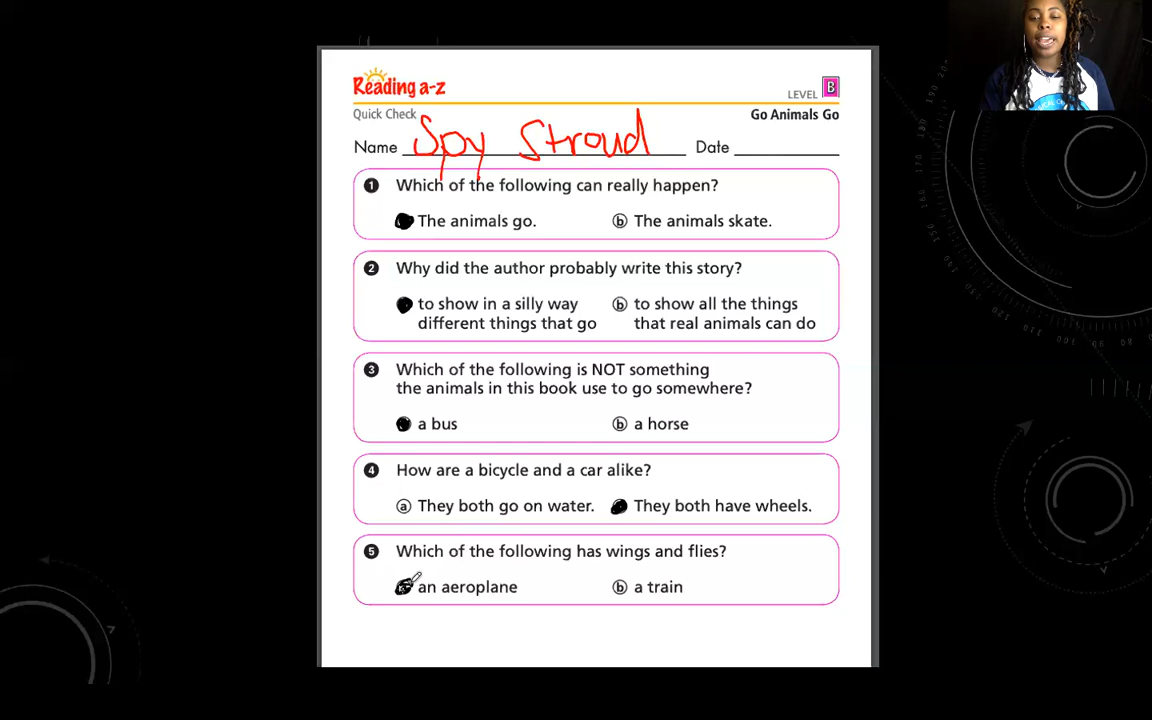 Reading a-z
LEVEL B
Quick Check
Go Animals Go
Name Spy Stroud Date
1 Which of the following can really happen?
The animals go. b The animals skate.
2 Why did the author probably write this story?
to show in a silly way different things that go
b to show all the things that real animals can do
3 Which of the following is NOT something
the animals in this book use to go somewhere?
a bus b a horse
4 How are a bicycle and a car alike?
a They both go on water. They both have wheels.
5 Which of the following has wings and flies?
an aeroplane b a train